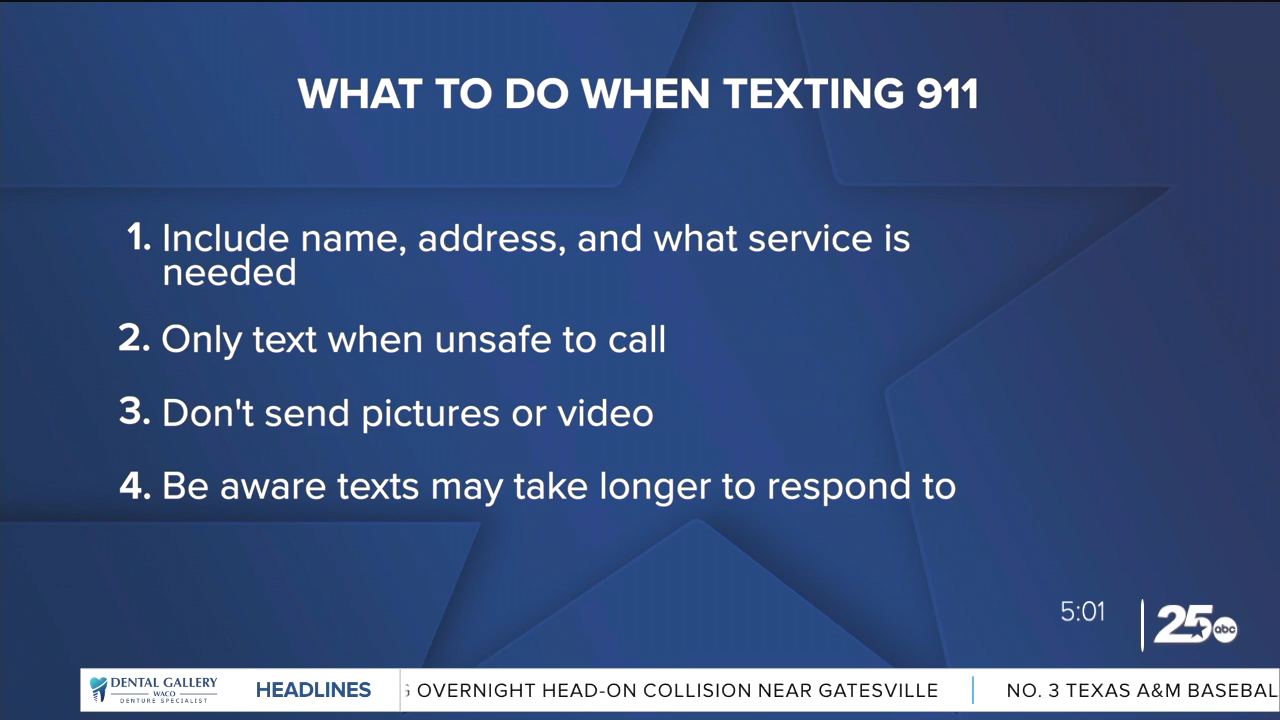 WHAT TO DO WHEN TEXTING 911
1. Include name, address, and what service is
needed
2. Only text when unsafe to call
3. Don't send pictures or video
4. Be aware texts may take longer to respond to
5:01
25 abc
DENTAL GALLERY
WACO
DENTURE SPECIALIST
HEADLINES
OVERNIGHT HEAD-ON COLLISION NEAR GATESVILLE
NO. 3 TEXAS A&M BASEBAL